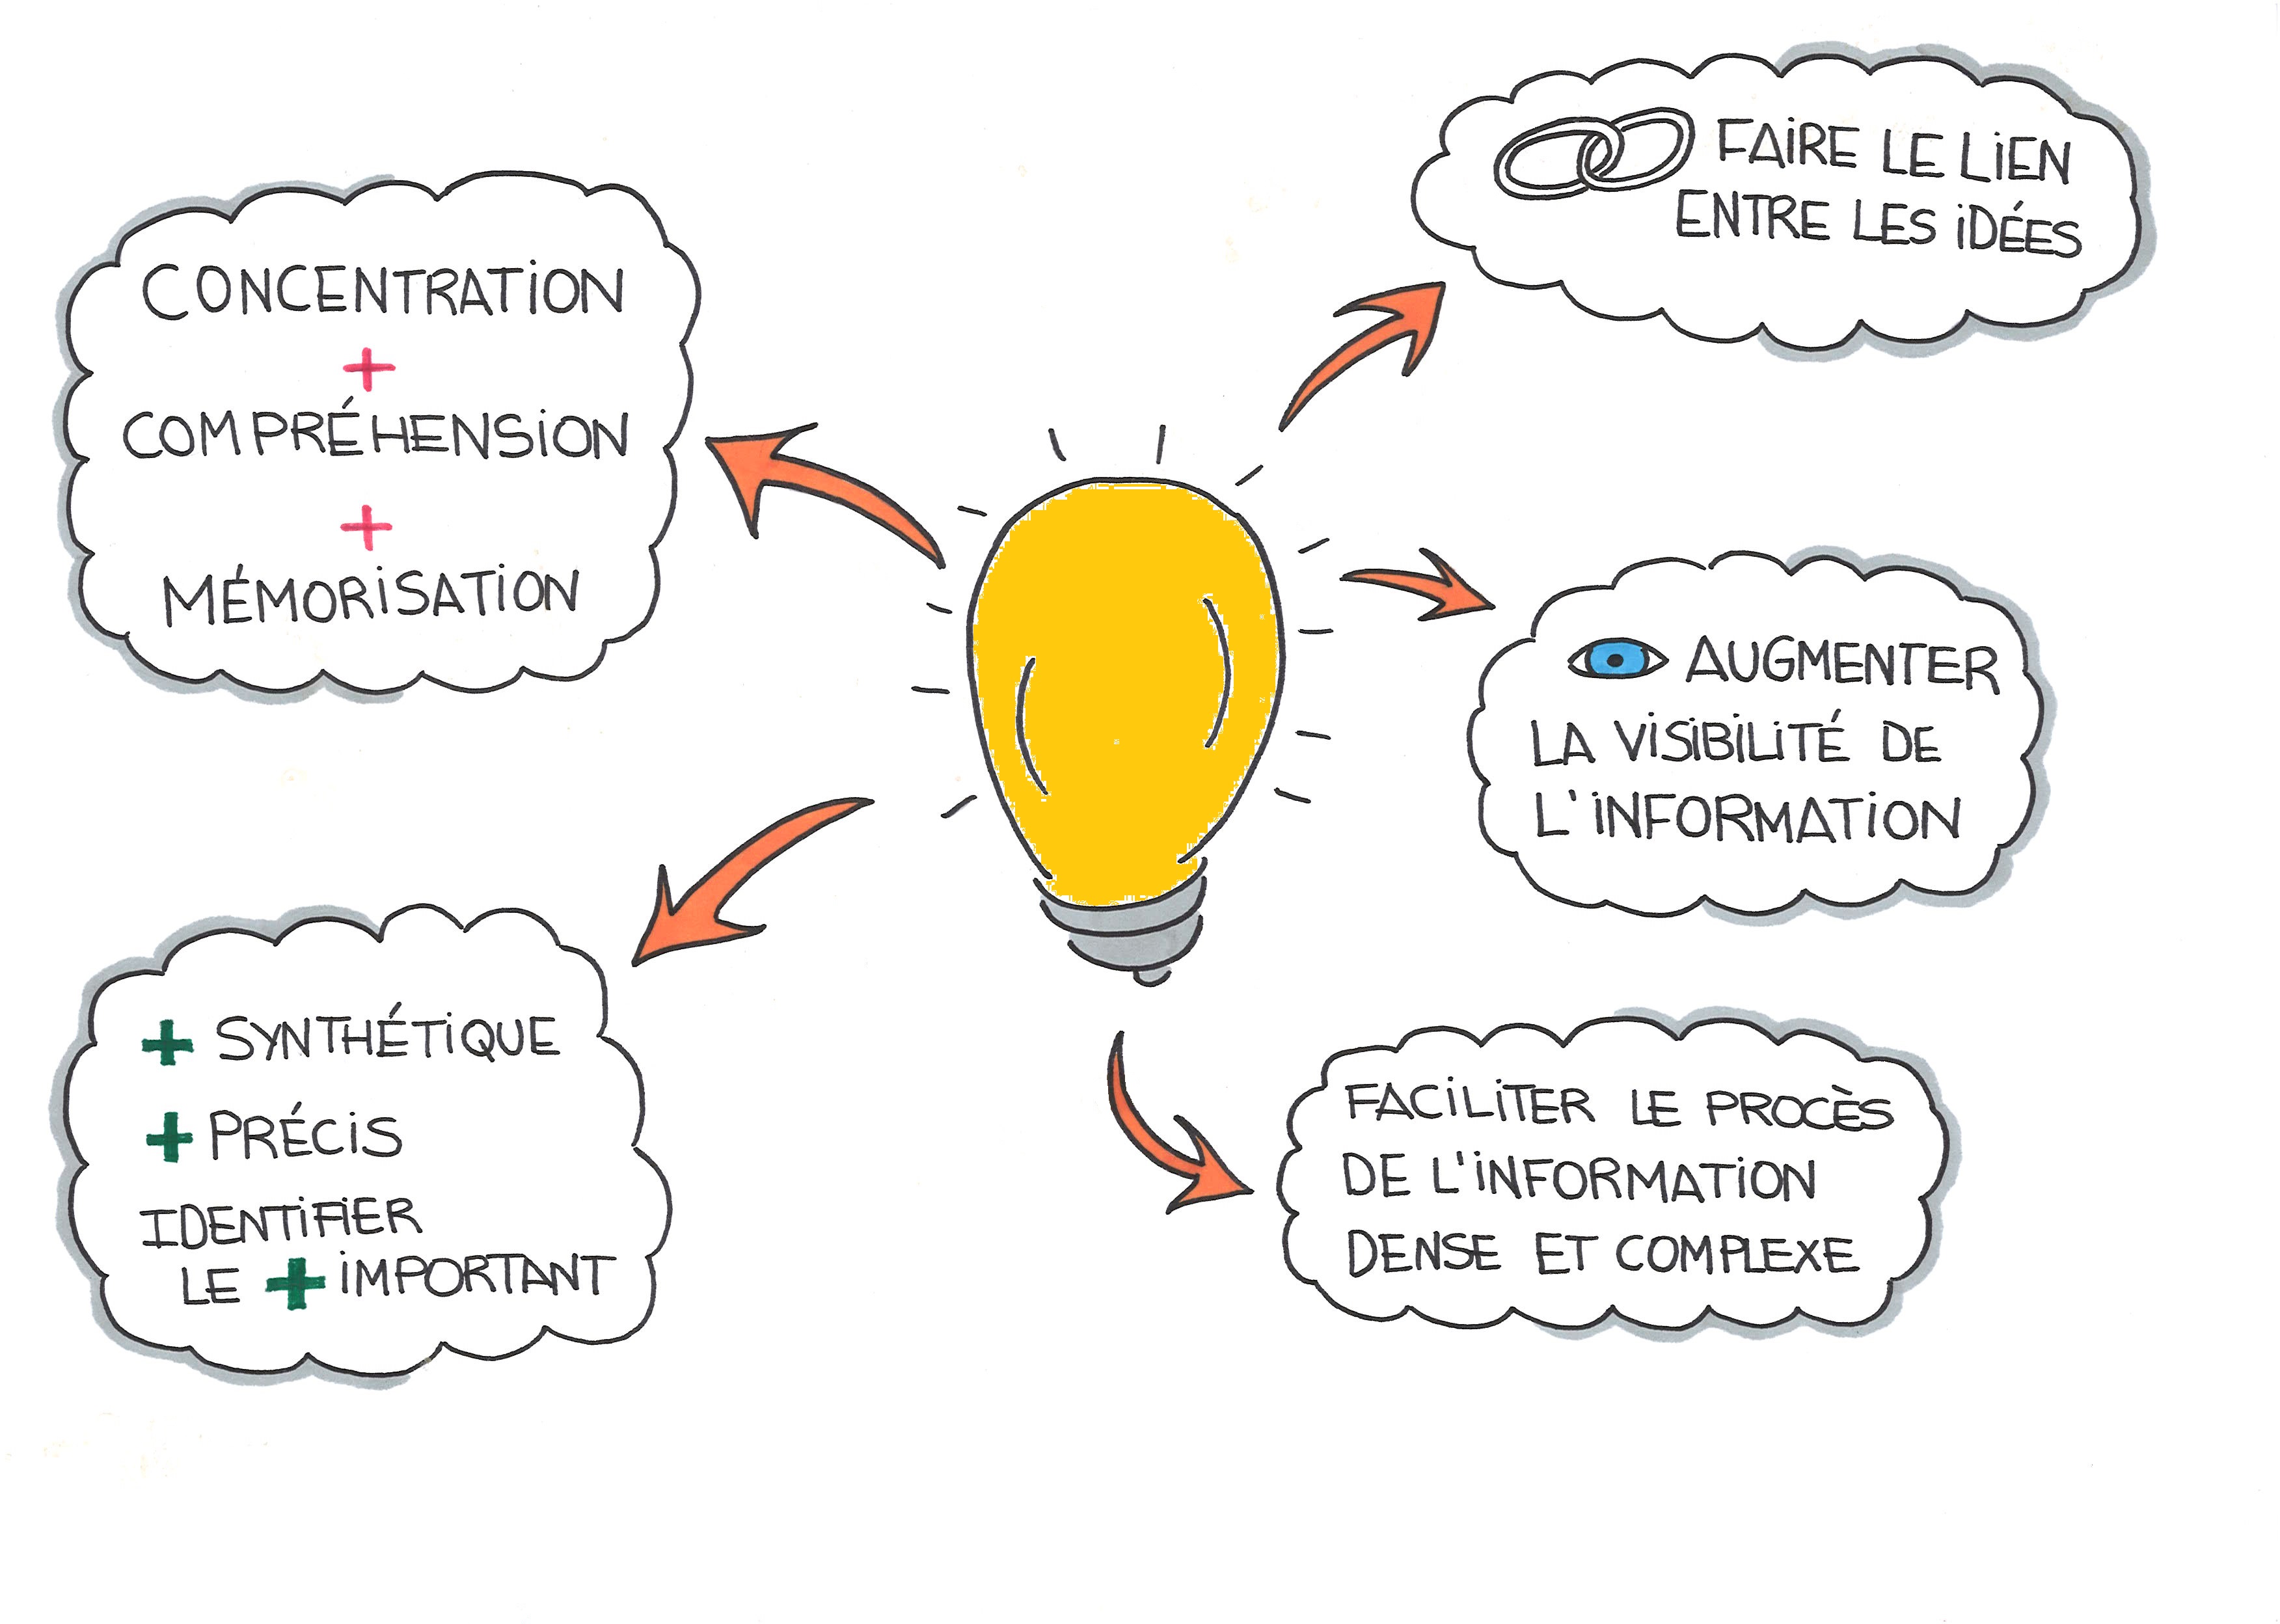 CONCENTRATION
+
COMPRÉHENSION
+
MÉMORISATION
FAIRE LE LIEN
ENTRE LES IDÉES
AUGMENTER
LA VISIBILITÉ DE
L'INFORMATION
+ SYNTHÉTIQUE
+ PRÉCIS
IDENTIFIER
LE + IMPORTANT
FACILITER LE PROCÈS
DE L'INFORMATION
DENSE ET COMPLEXE